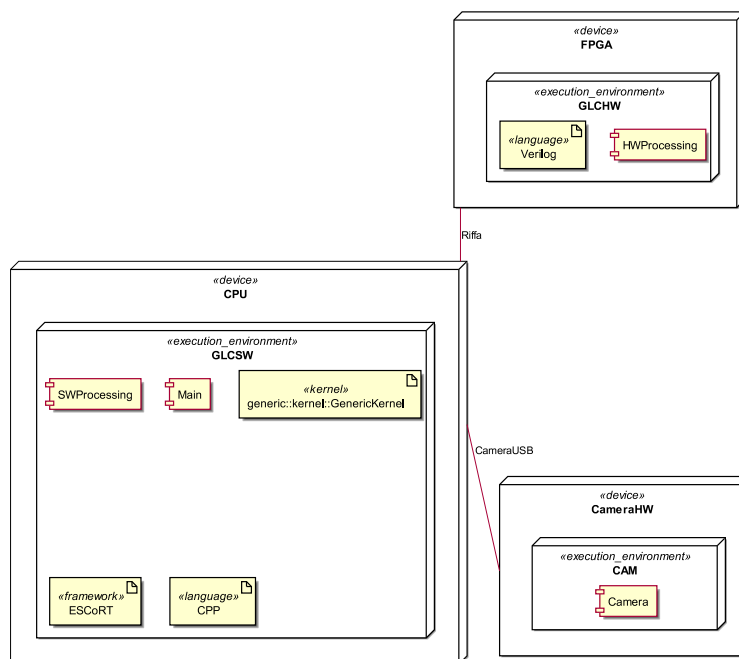 «device»
FPGA
«execution_environment»
GLCHW
«language»
Verilog
HWProcessing
Riffa
«device»
CPU
«execution_environment»
GLCSW
SWProcessing
Main
«kernel»
generic::kernel::GenericKernel
«framework»
ESCoRT
«language»
CPP
CameraUSB
«device»
CameraHW
«execution_environment»
CAM
Camera